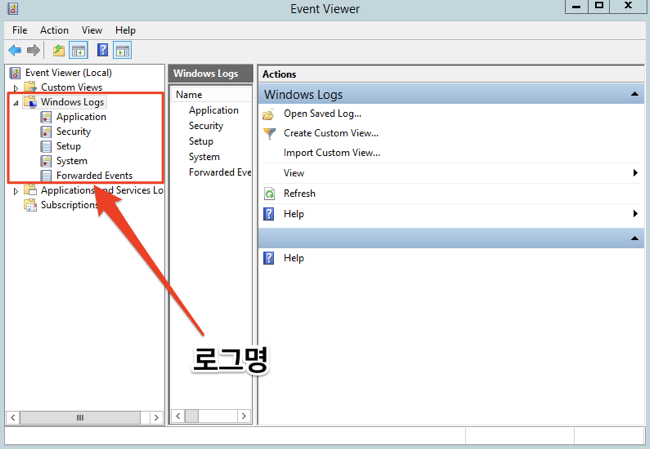 Event Viewer
File Action View Help
Event Viewer (Local)
Custom Views
Windows Logs
Application
Security
Setup
System
Forwarded Events
Applications and Services Lo
Subscriptions
Windows Logs
Name
Application
Security
Setup
System
Forwarded Eve
Actions
Windows Logs
Open Saved Log...
Create Custom View...
Import Custom View...
View
Refresh
Help
Help
로그명